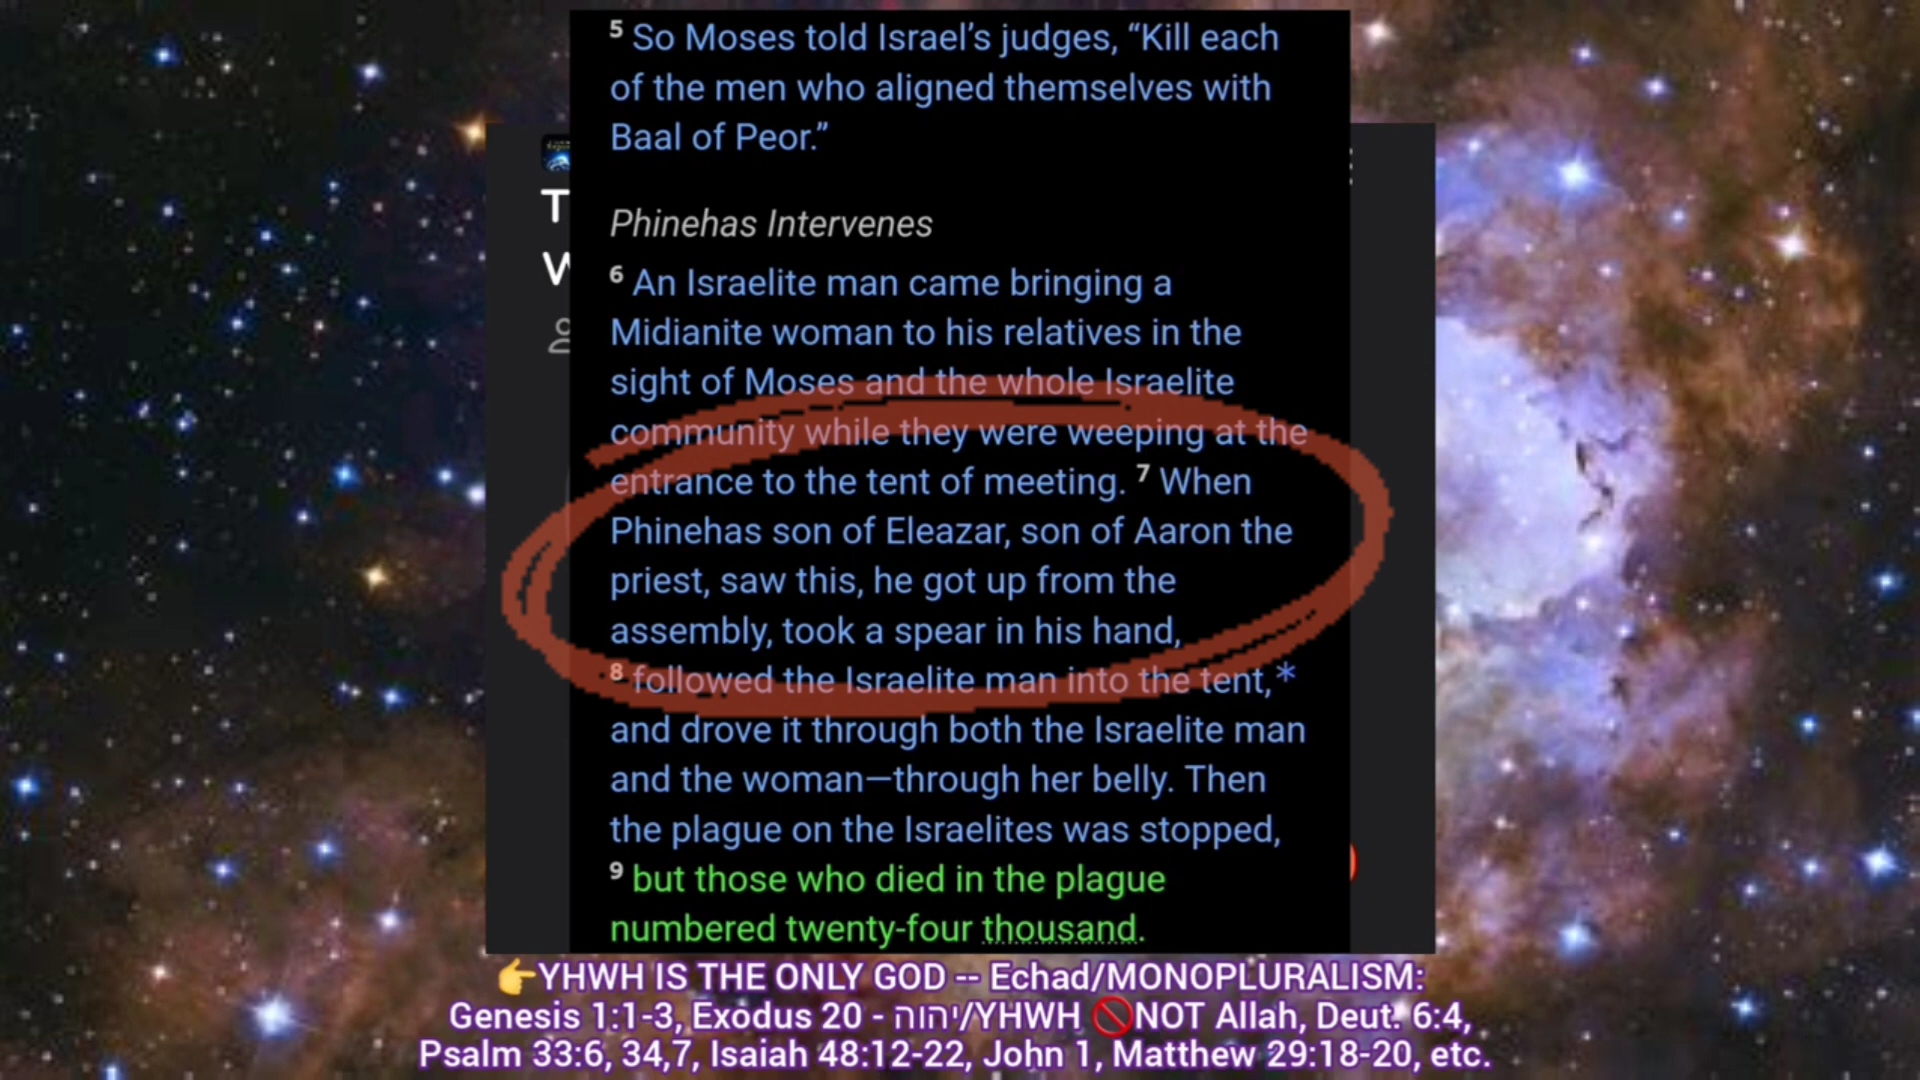 5 So Moses told Israel’s judges, “Kill each
of the men who aligned themselves with
Baal of Peor.”
Phinehas Intervenes
6 An Israelite man came bringing a
Midianite woman to his relatives in the
sight of Moses and the whole Israelite
community while they were weeping at the
entrance to the tent of meeting. 7 When
Phinehas son of Eleazar, son of Aaron the
priest, saw this, he got up from the
assembly, took a spear in his hand,
8 followed the Israelite man into the tent,*
and drove it through both the Israelite man
and the woman—through her belly. Then
the plague on the Israelites was stopped,
9 but those who died in the plague
numbered twenty-four thousand.
T
W
👉YHWH IS THE ONLY GOD -- Echad/MONOPLURALISM:
Genesis 1:1-3, Exodus 20 - יהוה/YHWH 🚫NOT Allah, Deut. 6:4,
Psalm 33:6, 34,7, Isaiah 48:12-22, John 1, Matthew 29:18-20, etc.